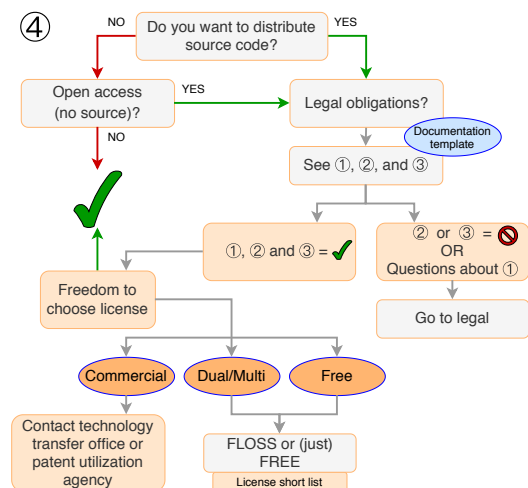 ④
Do you want to distribute
source code?
NO
YES
Open access
(no source)?
YES
Legal obligations?
NO
Documentation
template
See ①, ②, and ③
①, ② and ③ =
② or ③ =
OR
Questions about ①
Freedom to
choose license
Go to legal
Commercial
Dual/Multi
Free
Contact technology
transfer office or
patent utilization
agency
FLOSS or (just)
FREE
License short list